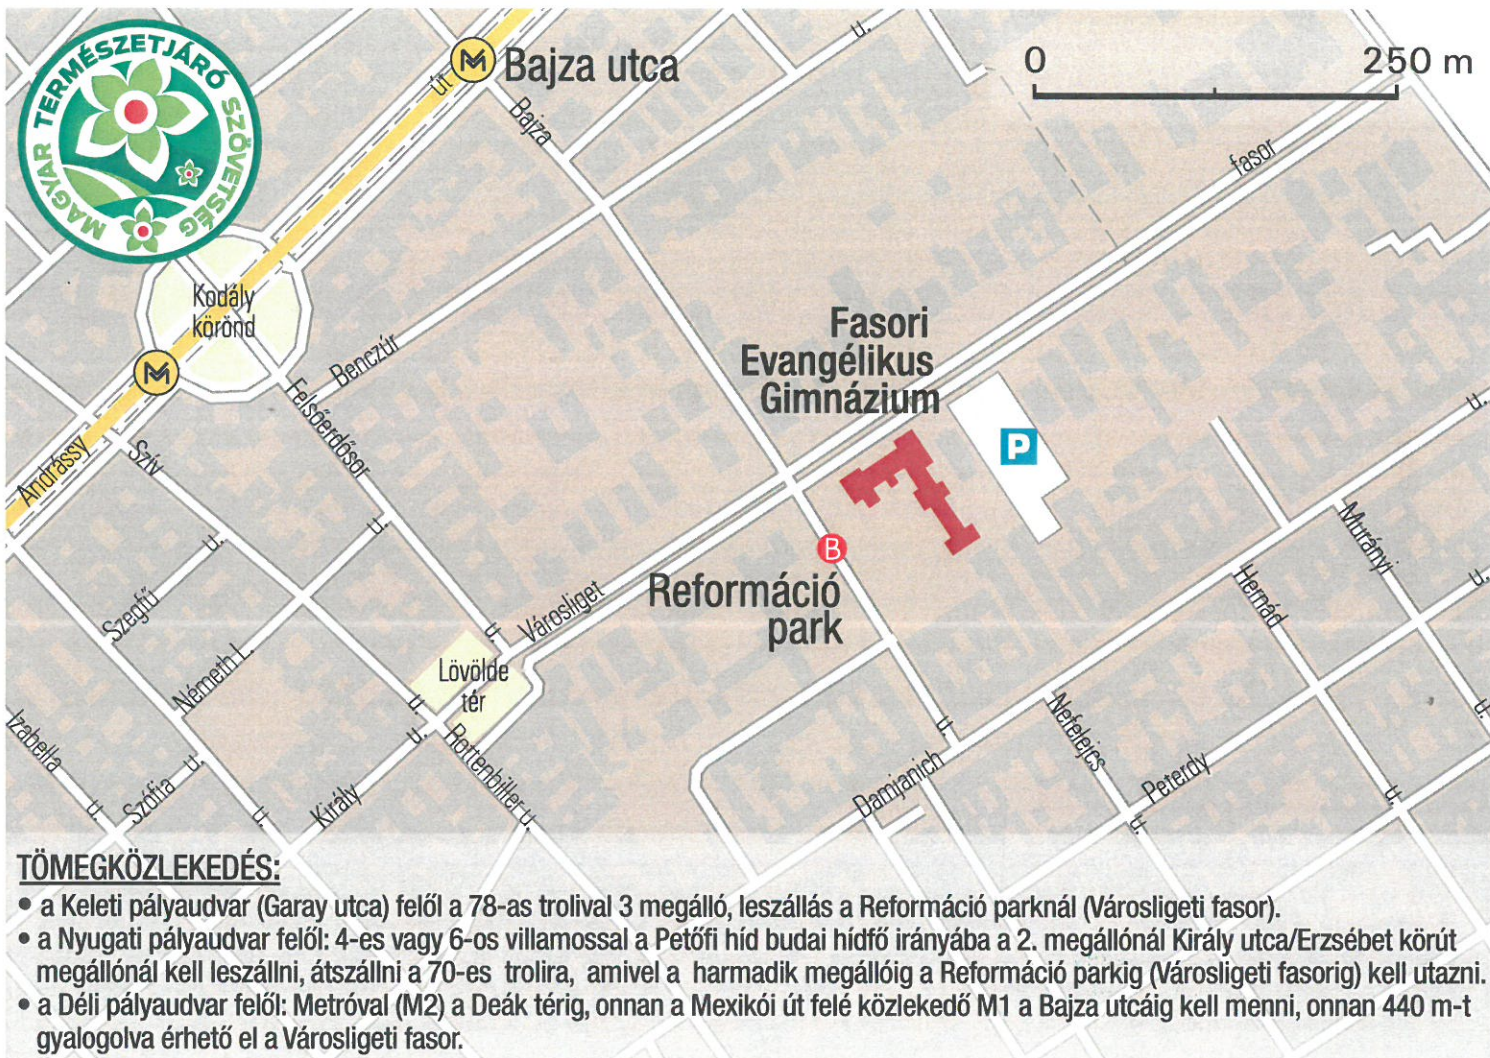 MAGYAR TERMÉSZETJÁRÓ SZÖVETSÉG
M Bajza utca
0 250 m
út
u.
Bajza
fasor
Kodály
körönd
M
Benczúr
Felsőerdősor
Andrássy
Szív
Fasori
Evangélikus
Gimnázium
P
u.
u.
u.
Murányi
B
Reformáció
park
Hernád
u.
Szegfű
Németh L.
Városliget
u.
Lövölde
tér
u.
u.
Rottenbiller u.
Izabella
u.
Szófia u.
u.
Király
u.
Nefelejcs
u.
Damjanich
Peterdy
u.
u.
TÖMEGKÖZLEKEDÉS:
• a Keleti pályaudvar (Garay utca) felől a 78-as trolival 3 megálló, leszállás a Reformáció parknál (Városligeti fasor).
• a Nyugati pályaudvar felől: 4-es vagy 6-os villamossal a Petőfi híd budai hídfő irányába a 2. megállónál Király utca/Erzsébet körút
megállónál kell leszállni, átszállni a 70-es trolira, amivel a harmadik megállóig a Reformáció parkig (Városligeti fasorig) kell utazni.
• a Déli pályaudvar felől: Metróval (M2) a Deák térig, onnan a Mexikói út felé közlekedő M1 a Bajza utcáig kell menni, onnan 440 m-t
gyalogolva érhető el a Városligeti fasor.